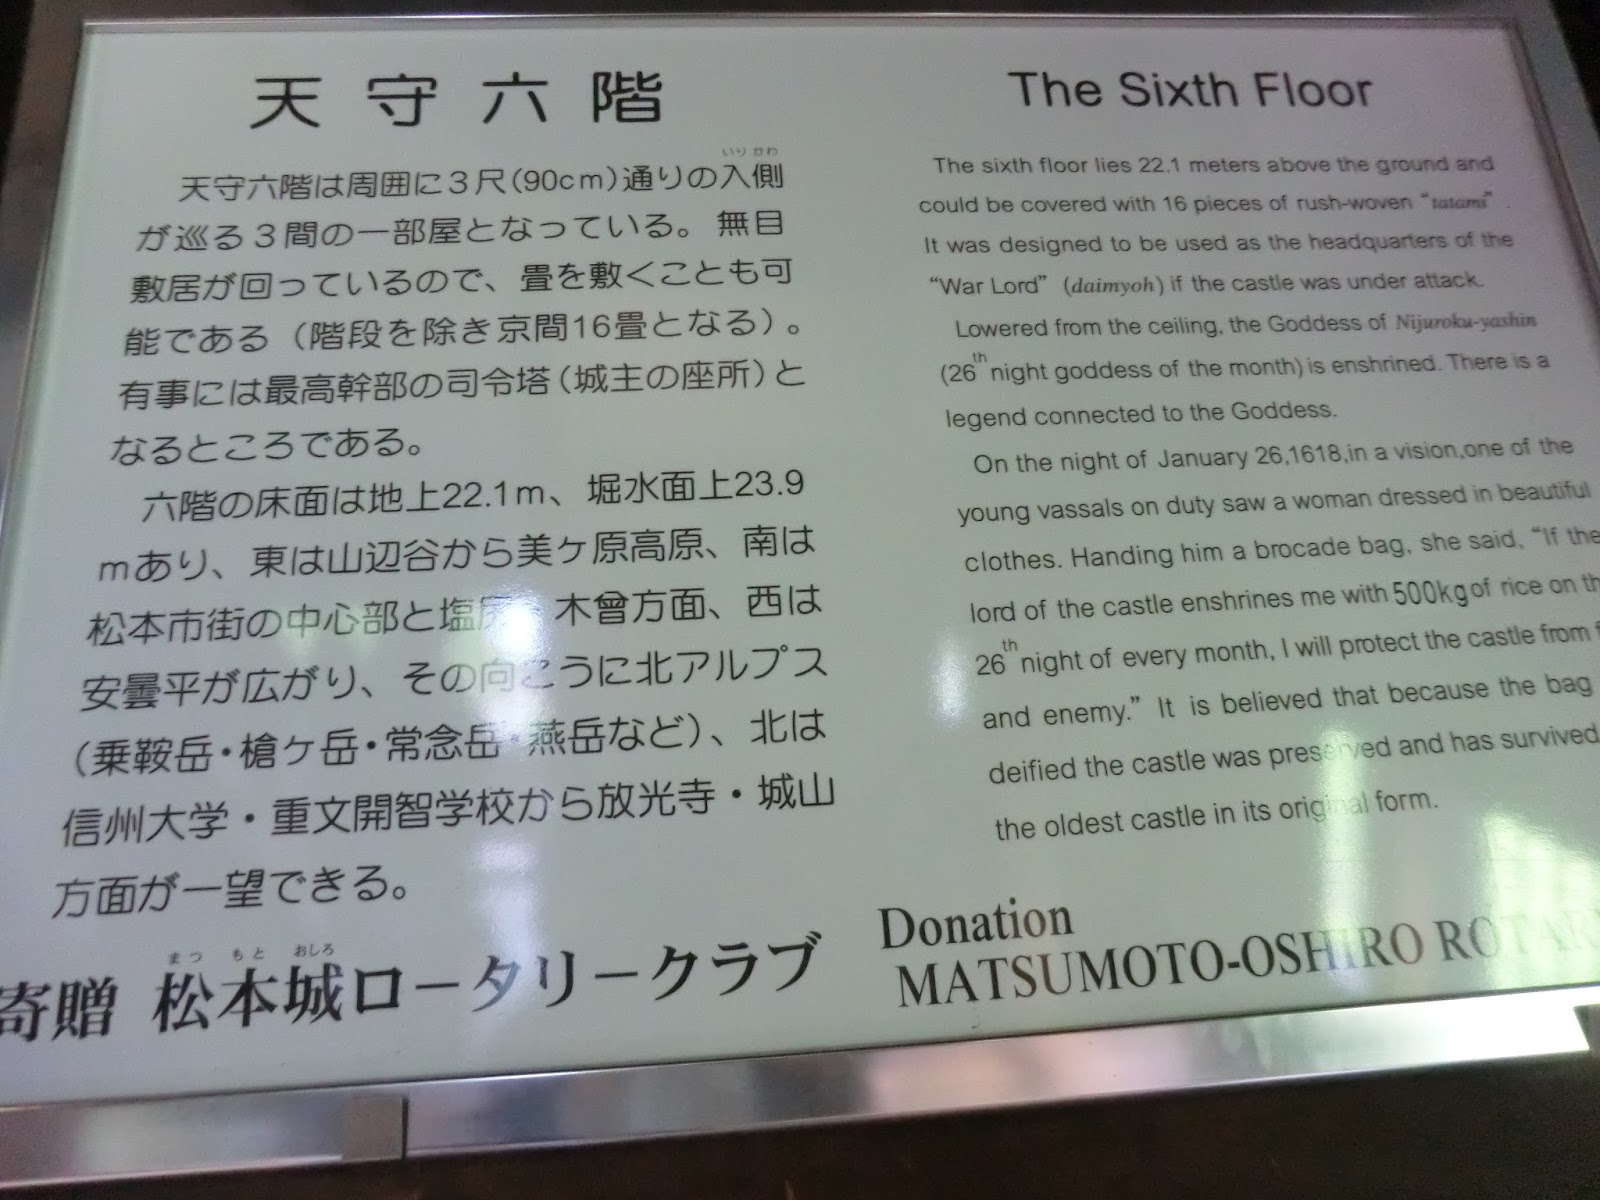 天守六階
いりがわ
天守六階は周囲に3尺(90cm)通りの入側
が巡る3間の一部屋となっている。無目
敷居が回っているので、畳を敷くことも可
能である(階段を除き京間16畳となる)。
有事には最高幹部の司令塔(城主の座所)と
なるところである。
六階の床面は地上22.1m、堀水面上23.9
mあり、東は山辺谷から美ヶ原高原、南は
松本市街の中心部と塩尻・木曾方面、西は
安曇平が広がり、その向こうに北アルプス
(乗鞍岳・槍ケ岳・常念岳・燕岳など)、北は
信州大学・重文開智学校から放光寺・城山
方面が一望できる。
まつ もと おしろ
寄贈 松本城ロータリークラブ
The Sixth Floor
The sixth floor lies 22.1 meters above the ground and
could be covered with 16 pieces of rush-woven "tatami".
It was designed to be used as the headquarters of the
"War Lord" (daimyoh) if the castle was under attack.
Lowered from the ceiling, the Goddess of Nijuroku-yashin
(26th night goddess of the month) is enshrined. There is a
legend connected to the Goddess.
On the night of January 26,1618,in a vision,one of the
young vassals on duty saw a woman dressed in beautiful
clothes. Handing him a brocade bag, she said, "If the
lord of the castle enshrines me with 500kg of rice on
26th night of every month, I will protect the castle from
and enemy." It is believed that because the bag
deified the castle was preserved and has survived
the oldest castle in its original form.
Donation
MATSUMOTO-OSHIRO ROTAR